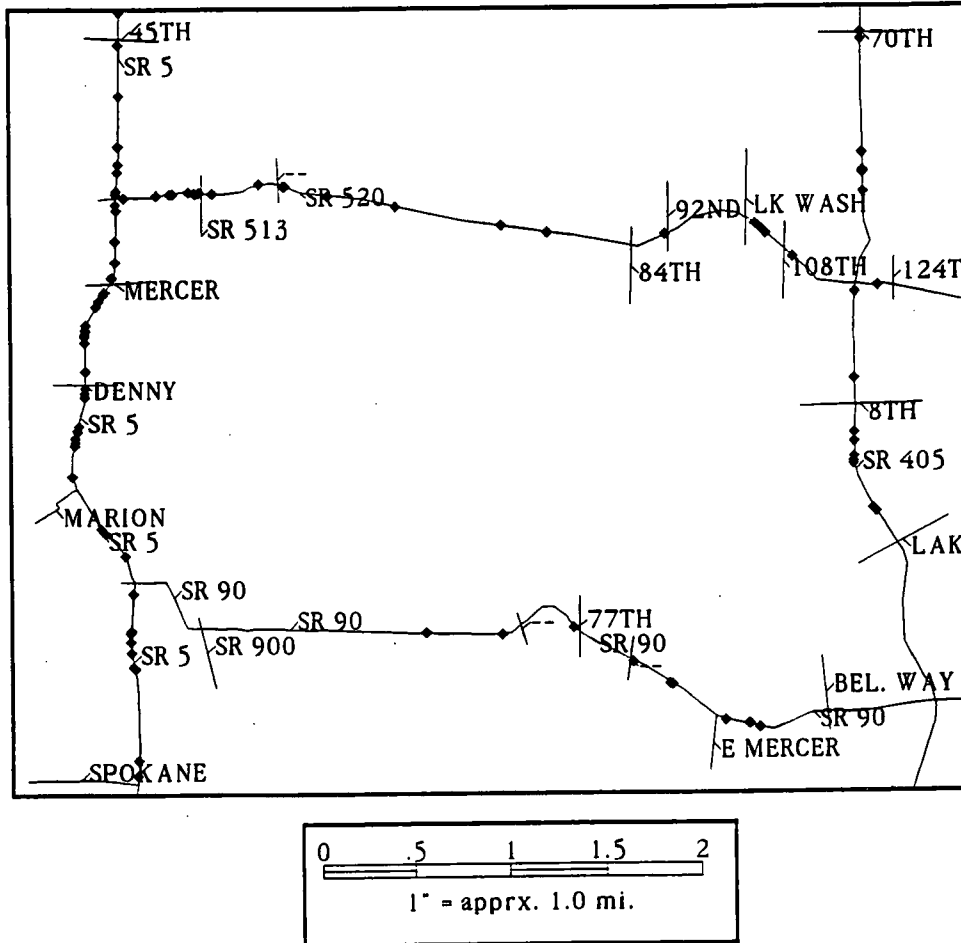 45TH
70TH
SR 5
--
SR 520
92ND
LK WASH
SR 513
84TH
108TH
124T
MERCER
DENNY
8TH
SR 5
SR 405
MARION
SR 5
LAK
SR 90
SR 90
--
77TH
SR 900
SR 90
--
SR 5
BEL. WAY
SR 90
E MERCER
SPOKANE
0 .5 1 1.5 2
1" = apprx. 1.0 mi.